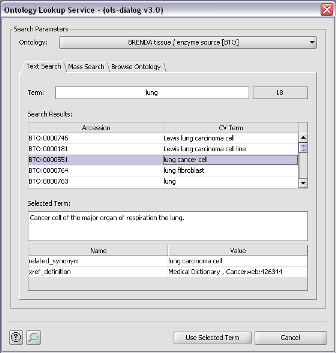 Ontology Lookup Service - (ols-dialog v3.0)
Search Parameters
Ontology: BRENDA tissue / enzyme source [BTO]
Text Search Mass Search Browse Ontology
Term: lung 18
Search Results:
Accession CV Term
BTO:0000745 Lewis lung carcinoma cell
BTO:0000181 Lewis lung carcinoma cell line
BTO:0000551 lung cancer cell
BTO:0000764 lung fibroblast
BTO:0000763 lung
Selected Term:
Cancer cell of the major organ of respiration the lung.
Name Value
related_synonym lung carcinoma cell
xref_definition Medical Dictionary , Cancerweb:426344
? Use Selected Term Cancel